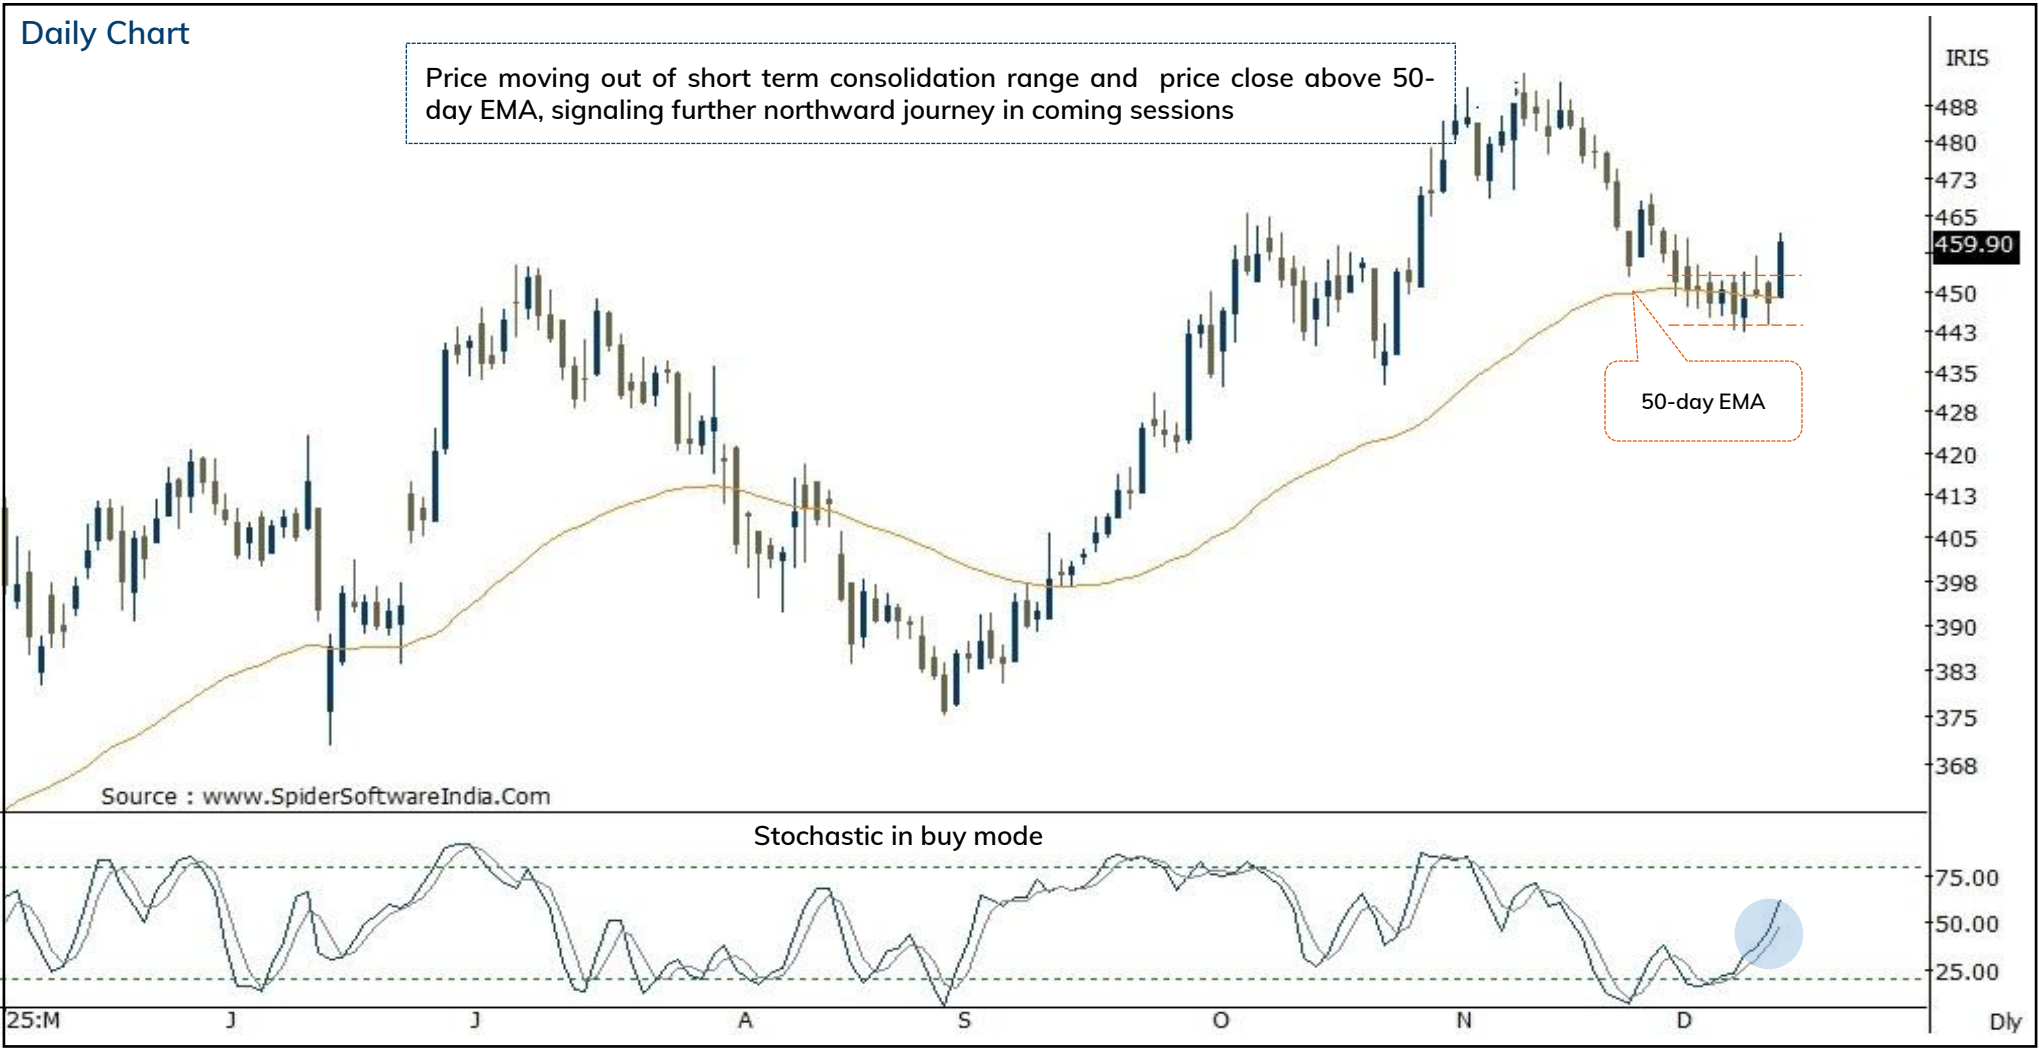 Daily Chart
Price moving out of short term consolidation range and price close above 50-
day EMA, signaling further northward journey in coming sessions
IRIS
488
480
473
465
459.90
450
443
435
428
420
413
405
398
390
383
375
368
50-day EMA
Source : www.SpiderSoftwareIndia.Com
Stochastic in buy mode
75.00
50.00
25.00
25:M J J A S O N D Dly